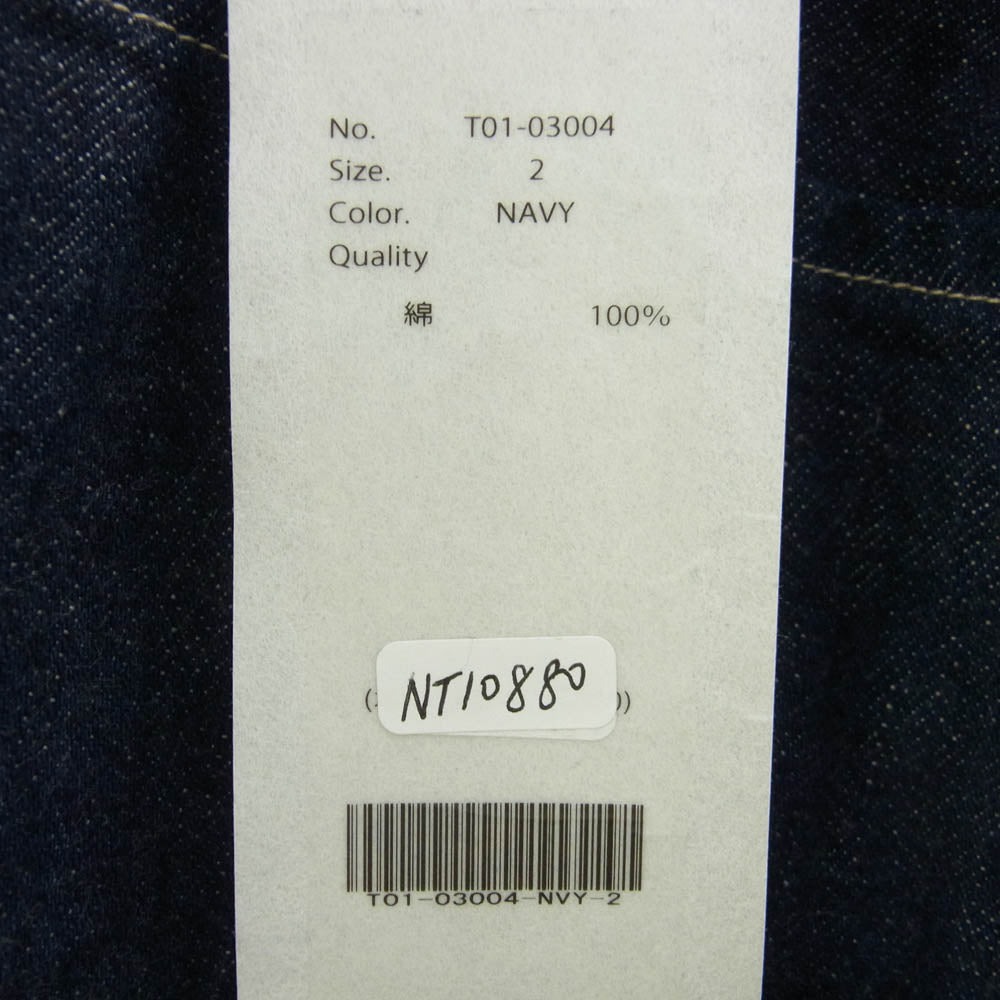 No. T01-03004
Size. 2
Color. NAVY
Quality
綿 100%
NT10880
T01-03004-NVY-2